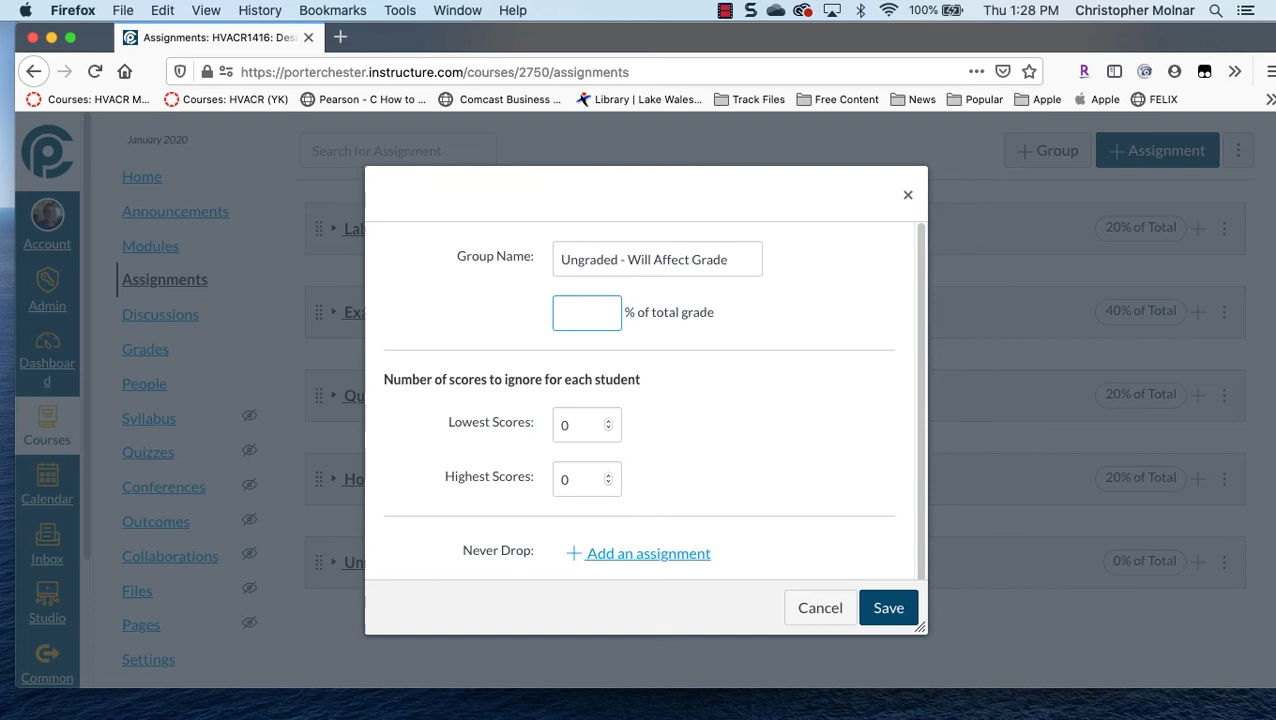 Firefox File Edit View History Bookmarks Tools Window Help 100% Thu 1:28 PM Christopher Molnar
Assignments: HVACR1416: Des
https://porterchester.instructure.com/courses/2750/assignments
Courses: HVACR M... Courses: HVACR (YK) Pearson - C How to ... Comcast Business ... Library | Lake Wales... Track Files Free Content News Popular Apple Apple FELIX
January 2020
Search for Assignment
+ Group
+ Assignment
Home
Announcements
Modules
Assignments
Discussions
Grades
People
Syllabus
Quizzes
Conferences
Outcomes
Collaborations
Files
Pages
Settings
Account
Admin
Dashboar
d
Courses
Calendar
Inbox
Studio
Common
Lab
20% of Total
Exa
40% of Total
Qu
20% of Total
Ho
20% of Total
Un
0% of Total
Group Name: Ungraded - Will Affect Grade
% of total grade
Number of scores to ignore for each student
Lowest Scores: 0
Highest Scores: 0
Never Drop: + Add an assignment
Cancel Save